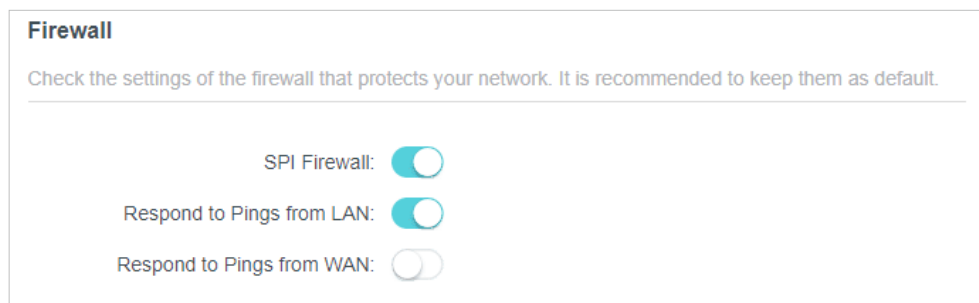 Firewall
Check the settings of the firewall that protects your network. It is recommended to keep them as default.
SPI Firewall:
Respond to Pings from LAN:
Respond to Pings from WAN: